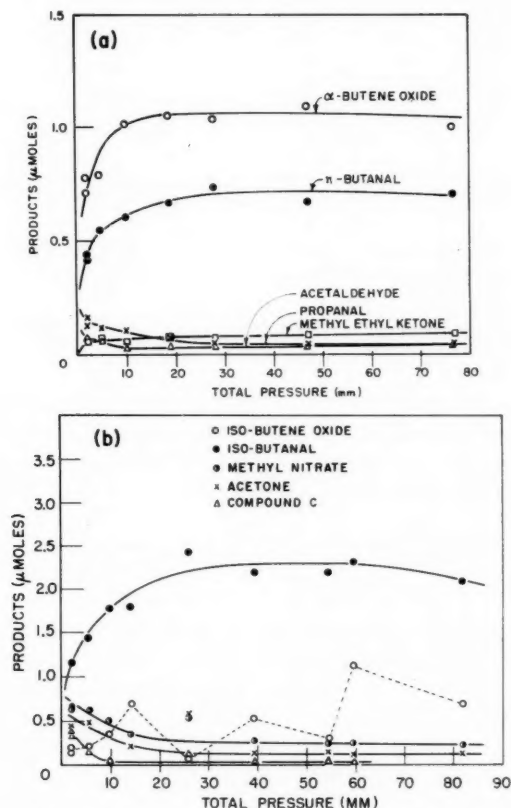 (a)
PRODUCTS (μMOLES)
1.0
0.5
0
α-BUTENE OXIDE
n-BUTANAL
ACETALDEHYDE
PROPANAL
METHYL ETHYL KETONE
0 10 20 30 40 50 60 70 80
TOTAL PRESSURE (mm)
(b)
PRODUCTS (μMOLES)
3.5
3.0
2.5
2.0
1.5
1.0
0.5
0
ISO-BUTENE OXIDE
ISO-BUTANAL
METHYL NITRATE
ACETONE
COMPOUND C
0 10 20 30 40 50 60 70 80 90
TOTAL PRESSURE (MM)